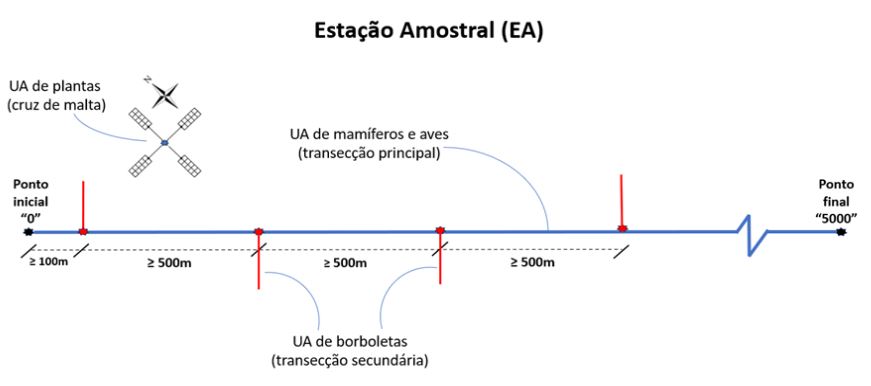 Estação Amostral (EA)
N
UA de plantas
(cruz de malta)
UA de mamíferos e aves
(transecção principal)
Ponto
inicial
“0”
Ponto
final
“5000”
≥ 100m
≥ 500m
≥ 500m
≥ 500m
UA de borboletas
(transecção secundária)